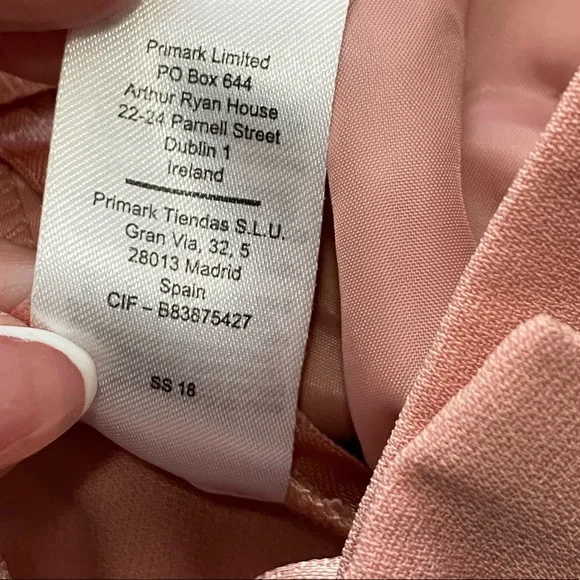 Primark Limited
PO Box 644
Arthur Ryan House
22-24 Parnell Street
Dublin 1
Ireland
Primark Tiendas S.L.U.
Gran Via, 32, 5
28013 Madrid
Spain
CIF – B83875427
SS 18